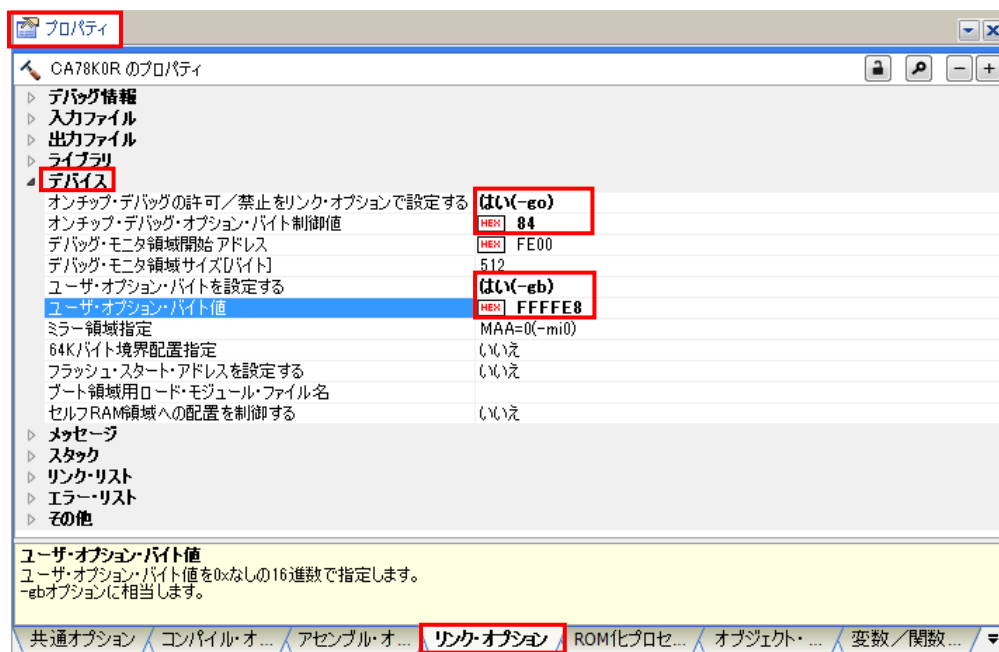 プロパティ
CA78K0R のプロパティ
デバッグ情報
入力ファイル
出力ファイル
ライブラリ
デバイス
オンチップ・デバッグの許可/禁止をリンク・オプションで設定する はい(-go)
オンチップ・デバッグ・オプション・バイト制御値 HEX 84
デバッグ・モニタ領域開始アドレス HEX FE00
デバッグ・モニタ領域サイズ[バイト] 512
ユーザ・オプション・バイトを設定する はい(-gb)
ユーザ・オプション・バイト値 HEX FFFFE8
ミラー領域指定 MAA=0(-mi0)
64Kバイト境界配置指定 いいえ
フラッシュ・スタート・アドレスを設定する いいえ
ブート領域用ロード・モジュール・ファイル名
セルフRAM領域への配置を制御する いいえ
メッセージ
スタック
リンク・リスト
エラー・リスト
その他
ユーザ・オプション・バイト値
ユーザ・オプション・バイト値を0xなしの16進数で指定します。
-gbオプションに相当します。
共通オプション コンパイル・オ... アセンブル・オ... リンク・オプション ROM化プロセ... オブジェクト・... 変数/関数...